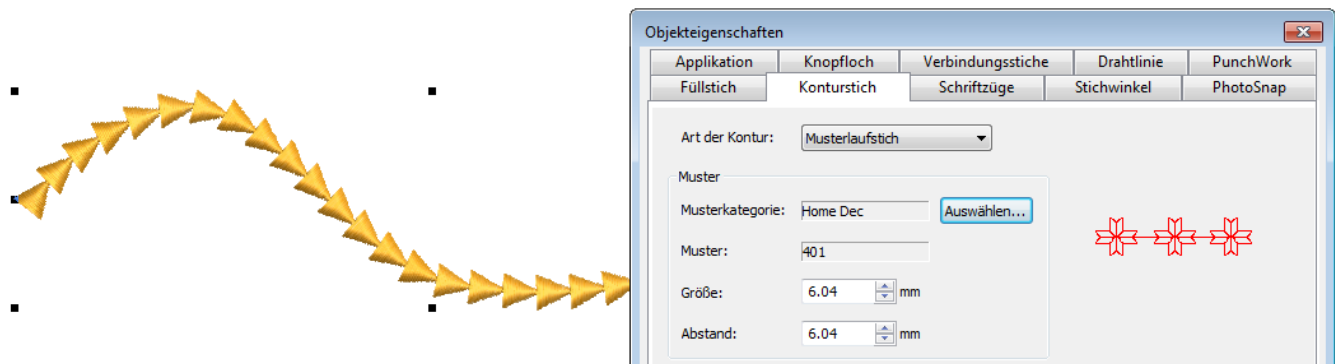 Objekteigenschaften
Applikation Knopfloch Verbindungsstiche Drahtlinie PunchWork
Füllstich Konturstich Schriftzüge Stichwinkel PhotoSnap
Art der Kontur: Musterlaufstich
Muster
Musterkategorie: Home Dec Auswählen...
Muster: 401
Größe: 6.04 mm
Abstand: 6.04 mm